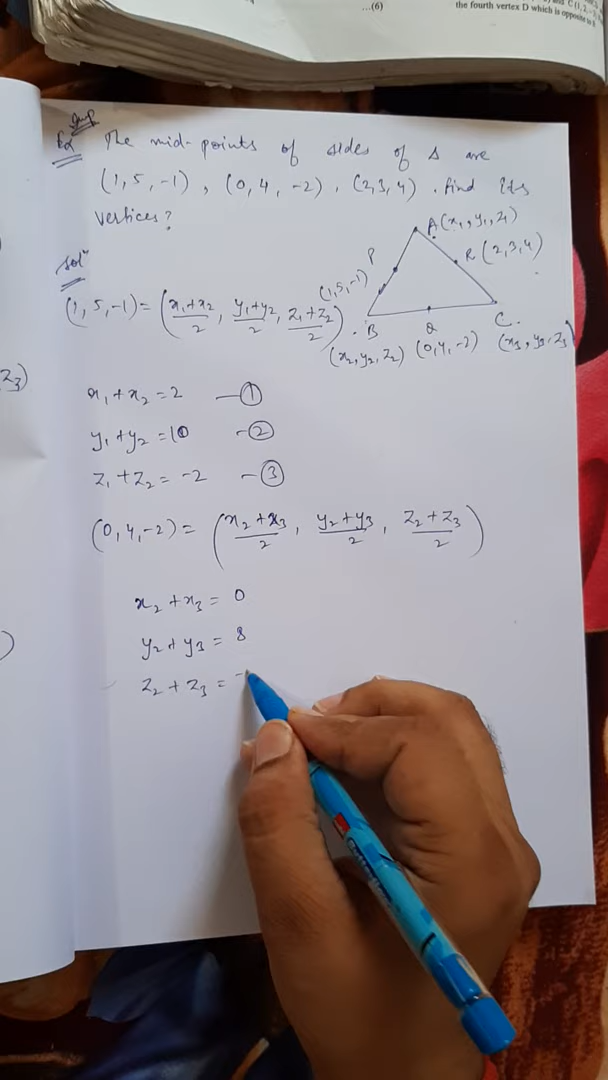 ...(6)
the fourth vertex D which is opposite to
Ex Imp The mid-points of sides of Δ are
(1, 5, -1), (0, 4, -2), (2, 3, 4). find its
vertices?
A(x₁, y₁, z₁)
P
R(2,3,4)
(1,5,-1)
B
Q
C
(x₂, y₂, z₂) (0,4,-2) (x₃, y₃, z₃)
Solⁿ
(1, 5, -1) = (x₁+x₂/2, y₁+y₂/2, z₁+z₂/2).
x₁ + x₂ = 2 —①
y₁ + y₂ = 10 -②
z₁ + z₂ = -2 -③
(0, 4, -2) = (x₂+x₃/2, y₂+y₃/2, z₂+z₃/2)
x₂ + x₃ = 0
y₂ + y₃ = 8
z₂ + z₃ = -
z₃)
)